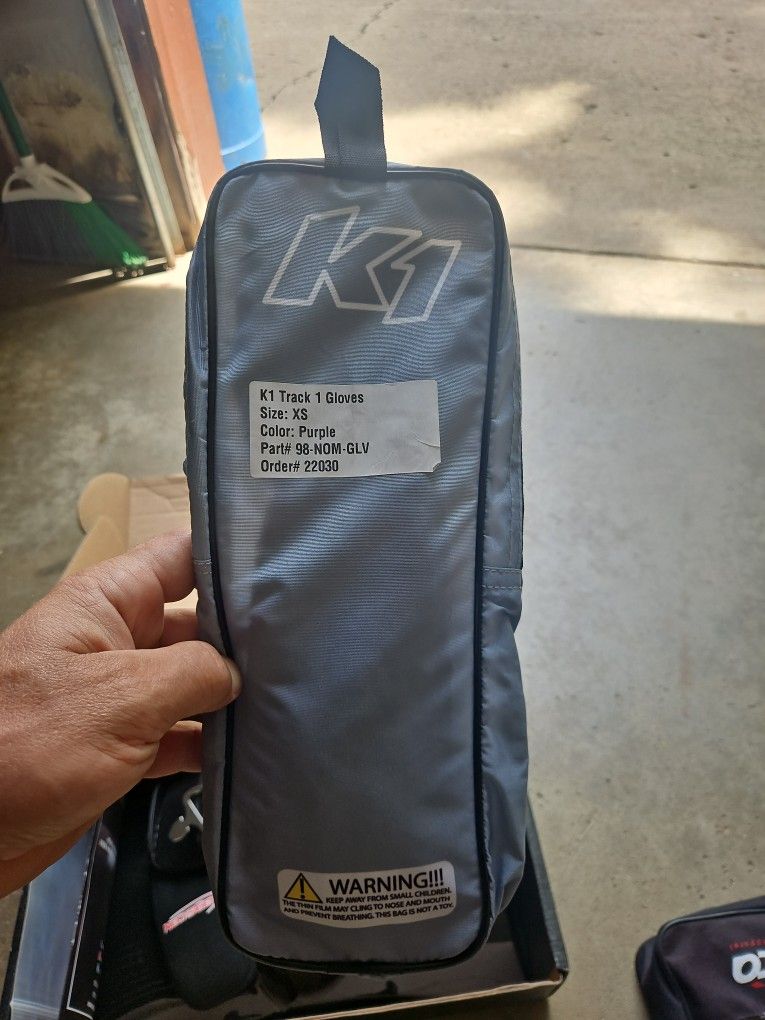 K1
K1 Track 1 Gloves
Size: XS
Color: Purple
Part# 98-NOM-GLV
Order# 22030
WARNING!!!
KEEP AWAY FROM SMALL CHILDREN.
THE THIN FILM MAY CLING TO NOSE AND MOUTH
AND PREVENT BREATHING. THIS BAG IS NOT A TOY.